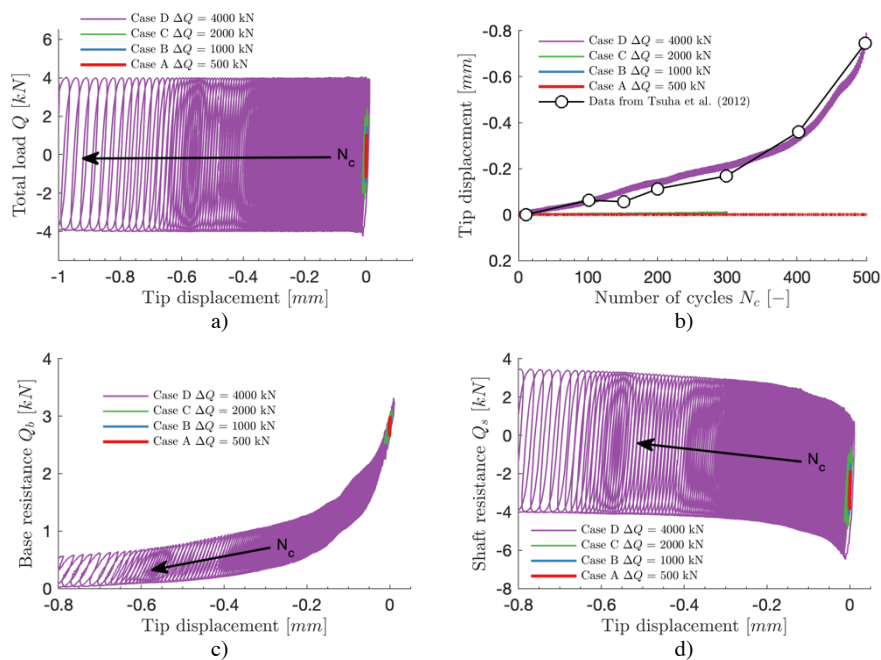 Case D ΔQ = 4000 kN
Case C ΔQ = 2000 kN
Case B ΔQ = 1000 kN
Case A ΔQ = 500 kN
6
4
2
0
-2
-4
Total load Q [kN]
N_c
-1
-0.8
-0.6
-0.4
-0.2
0
Tip displacement [mm]
a)
Case D ΔQ = 4000 kN
Case C ΔQ = 2000 kN
Case B ΔQ = 1000 kN
Case A ΔQ = 500 kN
Data from Tsuha et al. (2012)
-0.8
-0.6
-0.4
-0.2
0
0.2
Tip displacement [mm]
0
100
200
300
400
500
Number of cycles N_c [−]
b)
Case D ΔQ = 4000 kN
Case C ΔQ = 2000 kN
Case B ΔQ = 1000 kN
Case A ΔQ = 500 kN
4
3
2
1
0
Base resistance Q_b [kN]
N_c
-0.8
-0.6
-0.4
-0.2
0
Tip displacement [mm]
c)
4
2
0
-2
-4
-6
-8
Shaft resistance Q_s [kN]
N_c
Case D ΔQ = 4000 kN
Case C ΔQ = 2000 kN
Case B ΔQ = 1000 kN
Case A ΔQ = 500 kN
-0.8
-0.6
-0.4
-0.2
0
Tip displacement [mm]
d)